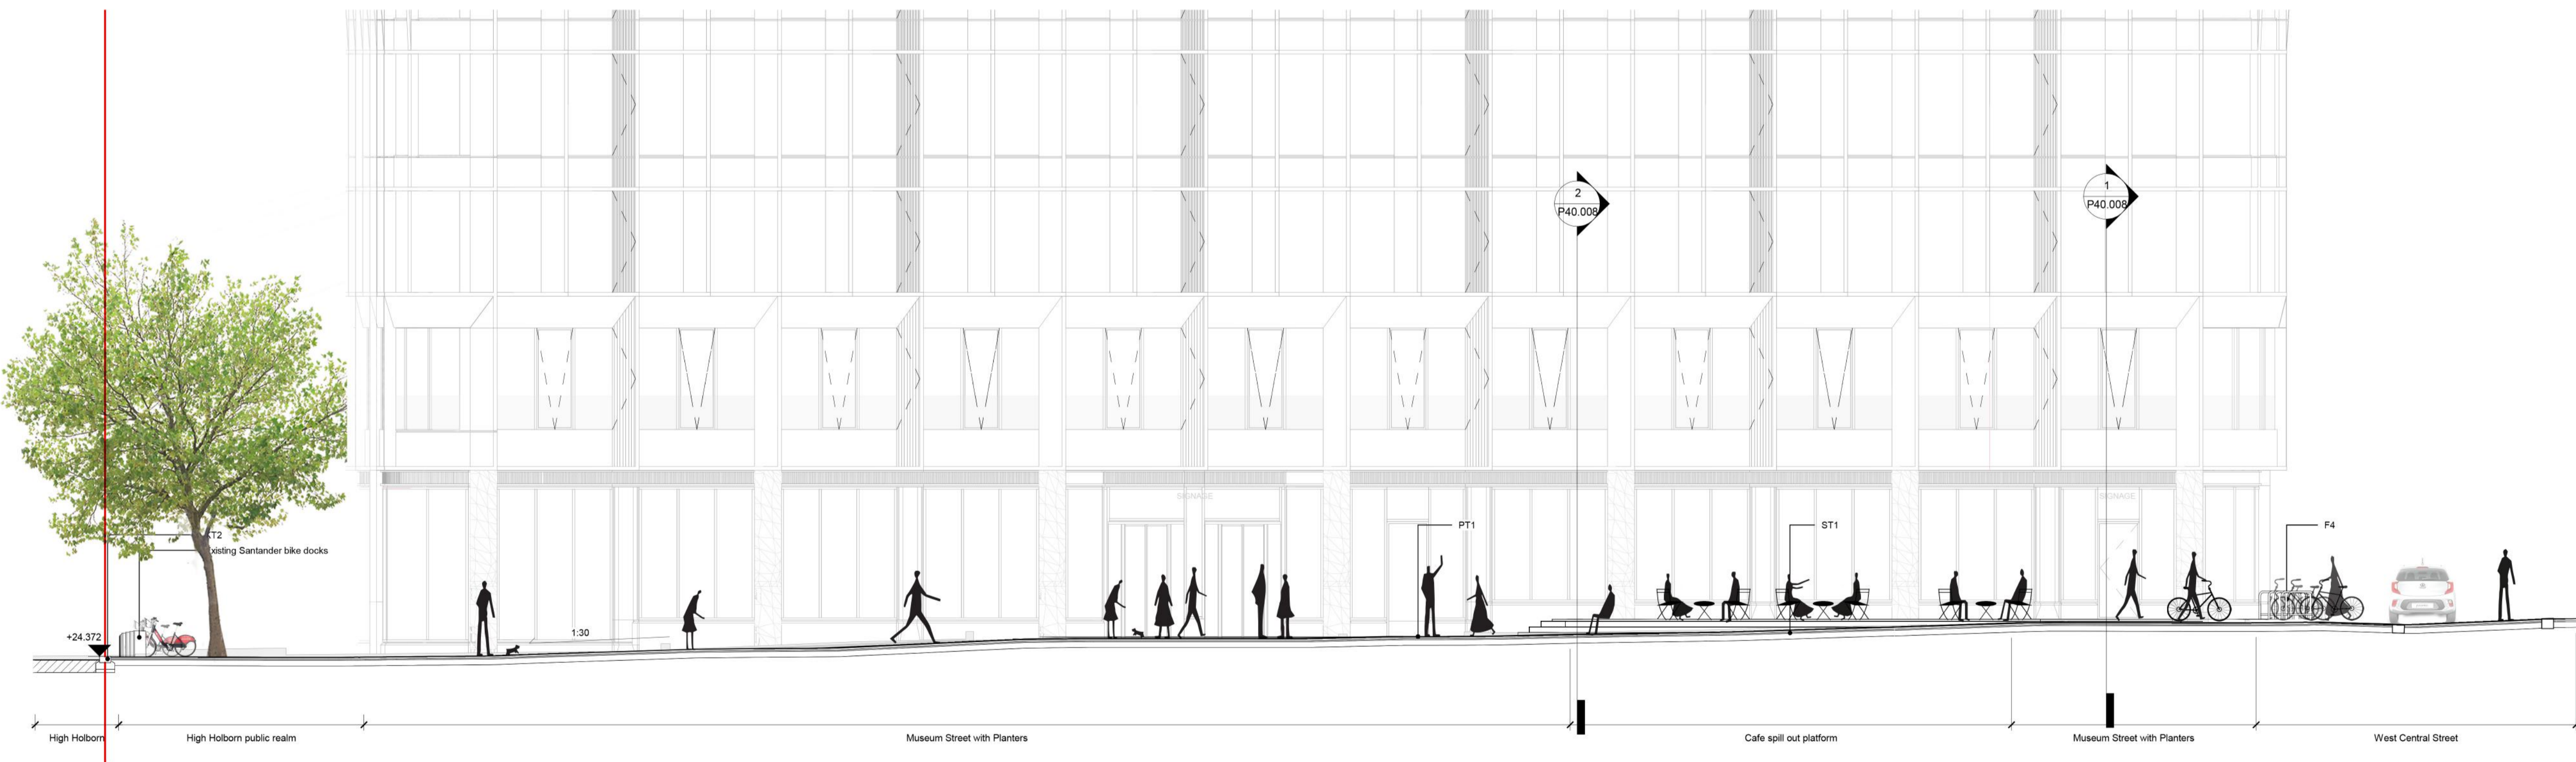 2
P40.008
1
P40.008
SIGNAGE
SIGNAGE
PT1
ST1
F4
T2
xisting Santander bike docks
+24.372
1:30
High Holborn
High Holborn public realm
Museum Street with Planters
Cafe spill out platform
Museum Street with Planters
West Central Street